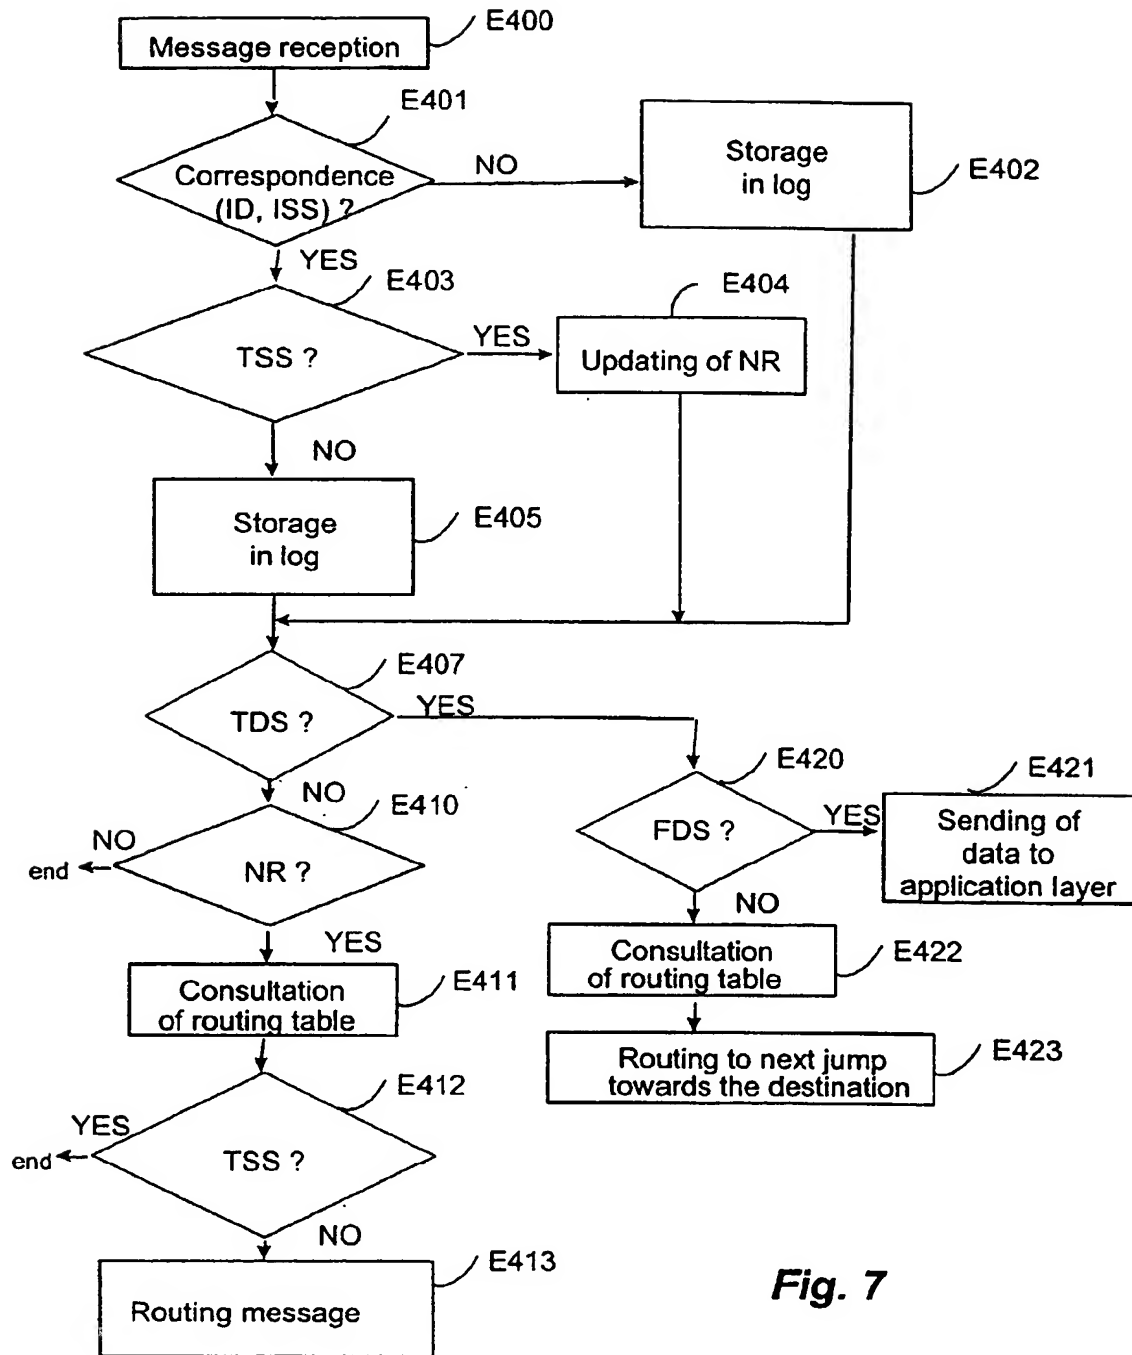 Message reception
E400
E401
Correspondence
(ID, ISS) ?
NO
Storage
in log
E402
YES
E403
TSS ?
YES
E404
Updating of NR
NO
Storage
in log
E405
E407
TDS ?
YES
NO
E410
NO
end
NR ?
E420
FDS ?
YES
E421
Sending of
data to
application layer
YES
NO
Consultation
of routing table
E411
Consultation
of routing table
E422
E412
YES
end
TSS ?
Routing to next jump
towards the destination
E423
NO
E413
Routing message
Fig. 7